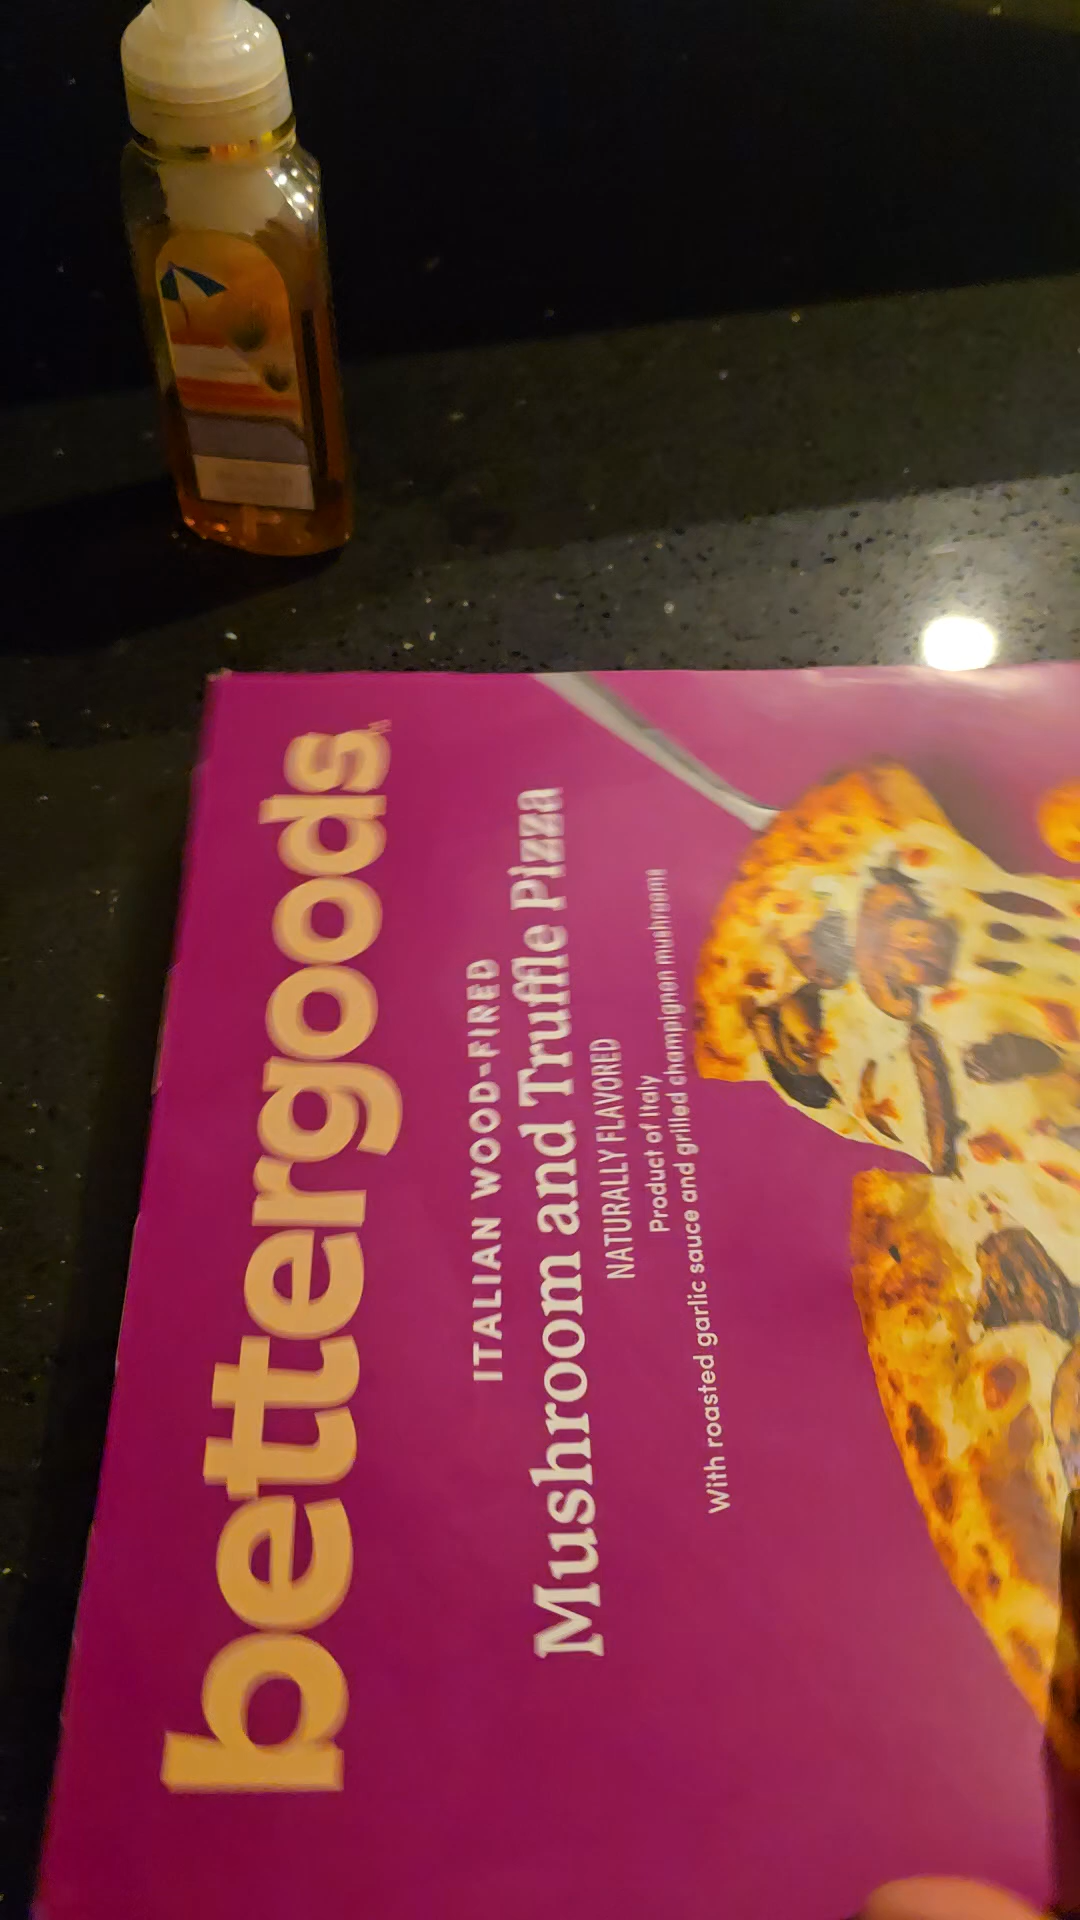 bettergoods
ITALIAN WOOD-FIRED
Mushroom and Truffle Pizza
NATURALLY FLAVORED
Product of Italy
With roasted garlic sauce and grilled champignon mushrooms